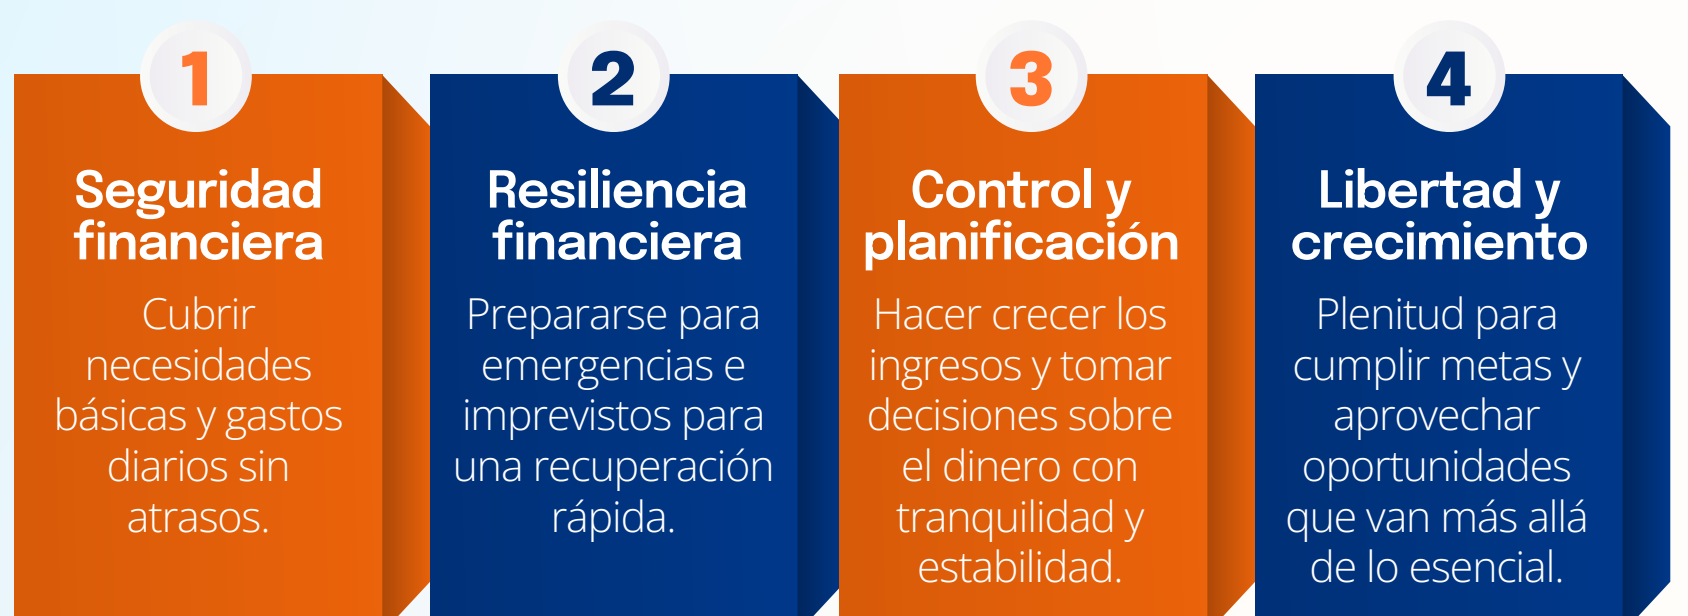 1
Seguridad
financiera
Cubrir
necesidades
básicas y gastos
diarios sin
atrasos.
2
Resiliencia
financiera
Prepararse para
emergencias e
imprevistos para
una recuperación
rápida.
3
Control y
planificación
Hacer crecer los
ingresos y tomar
decisiones sobre
el dinero con
tranquilidad y
estabilidad.
4
Libertad y
crecimiento
Plenitud para
cumplir metas y
aprovechar
oportunidades
que van más allá
de lo esencial.